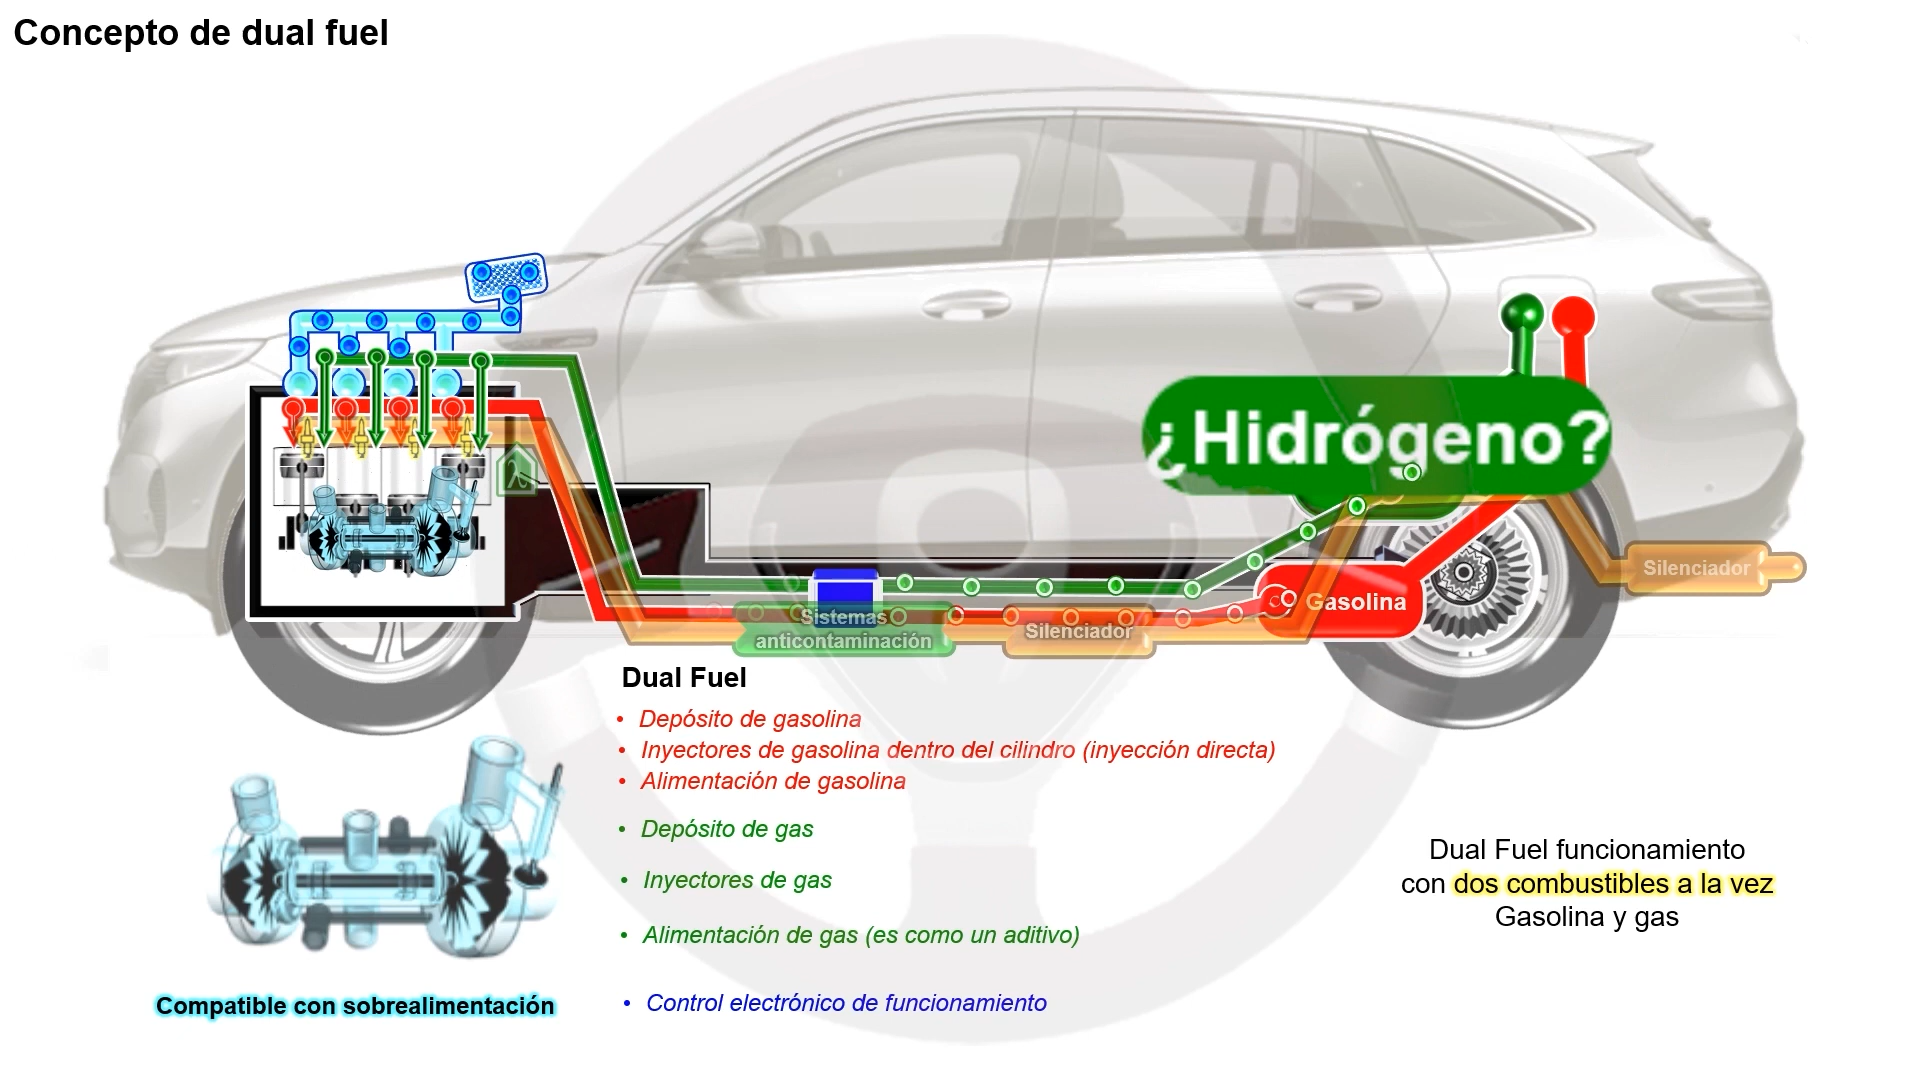 Concepto de dual fuel
¿Hidrógeno?
λ
Silenciador
Gasolina
Sistemas
anticontaminación
Silenciador
Dual Fuel
• Depósito de gasolina
• Inyectores de gasolina dentro del cilindro (inyección directa)
• Alimentación de gasolina
• Depósito de gas
• Inyectores de gas
• Alimentación de gas (es como un aditivo)
• Control electrónico de funcionamiento
Dual Fuel funcionamiento
con dos combustibles a la vez
Gasolina y gas
Compatible con sobrealimentación